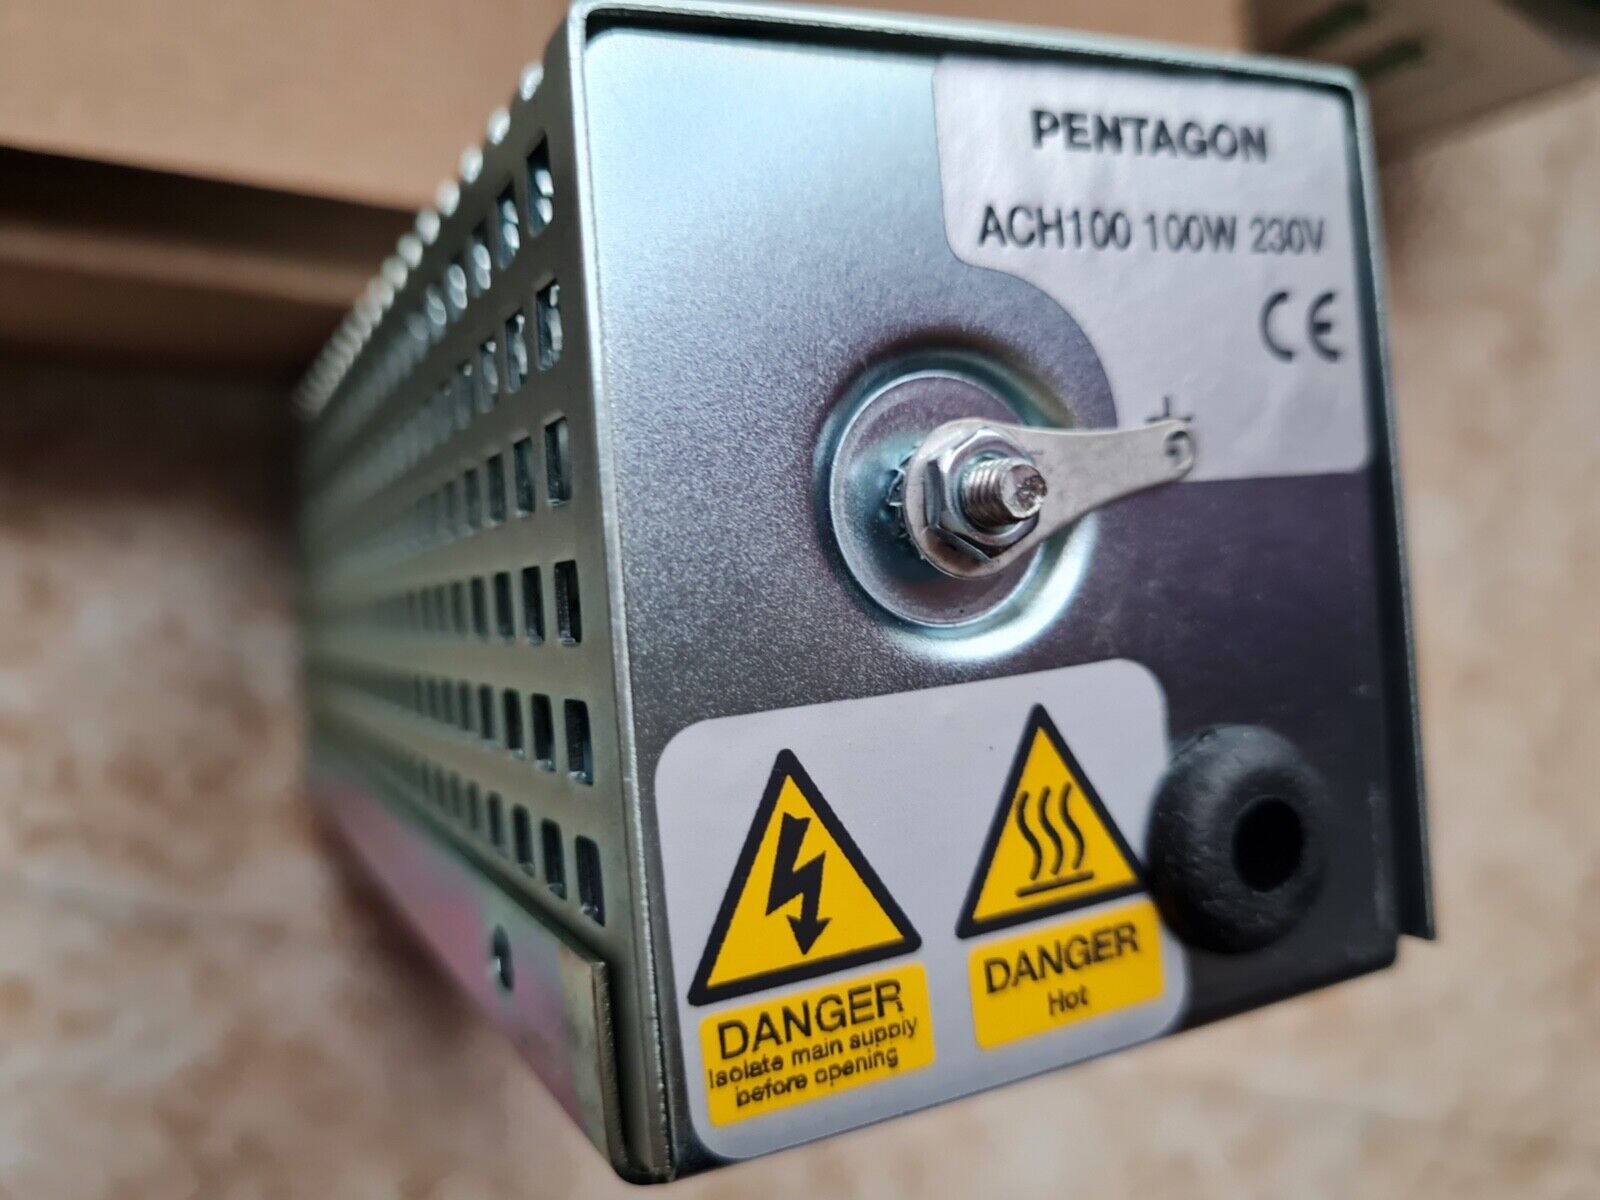 PENTAGON
ACH100 100W 230V
CE
DANGER
Isolate main supply
before opening
DANGER
Hot